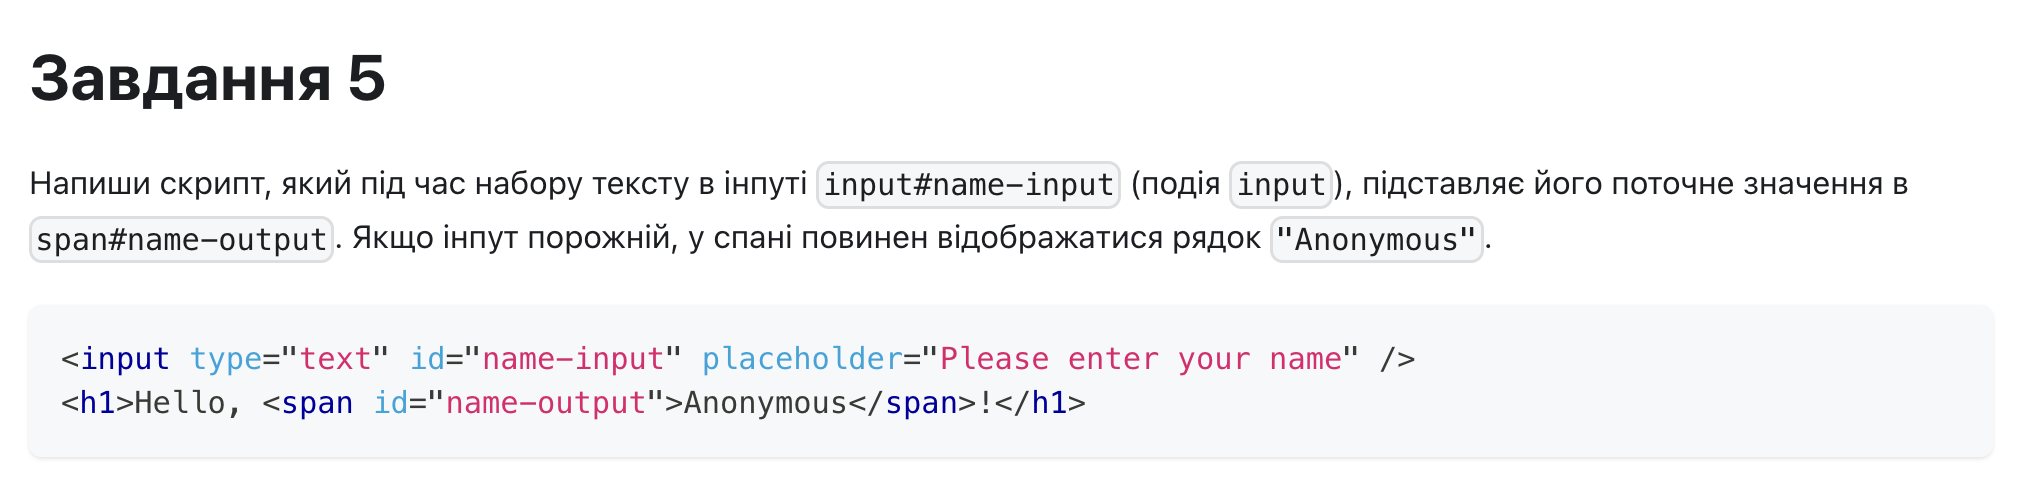 Завдання 5
Напиши скрипт, який під час набору тексту в інпуті input#name-input (подія input), підставляє його поточне значення в
span#name-output. Якщо інпут порожній, у спані повинен відображатися рядок "Anonymous".
<input type="text" id="name-input" placeholder="Please enter your name" />
<h1>Hello, <span id="name-output">Anonymous</span>!</h1>